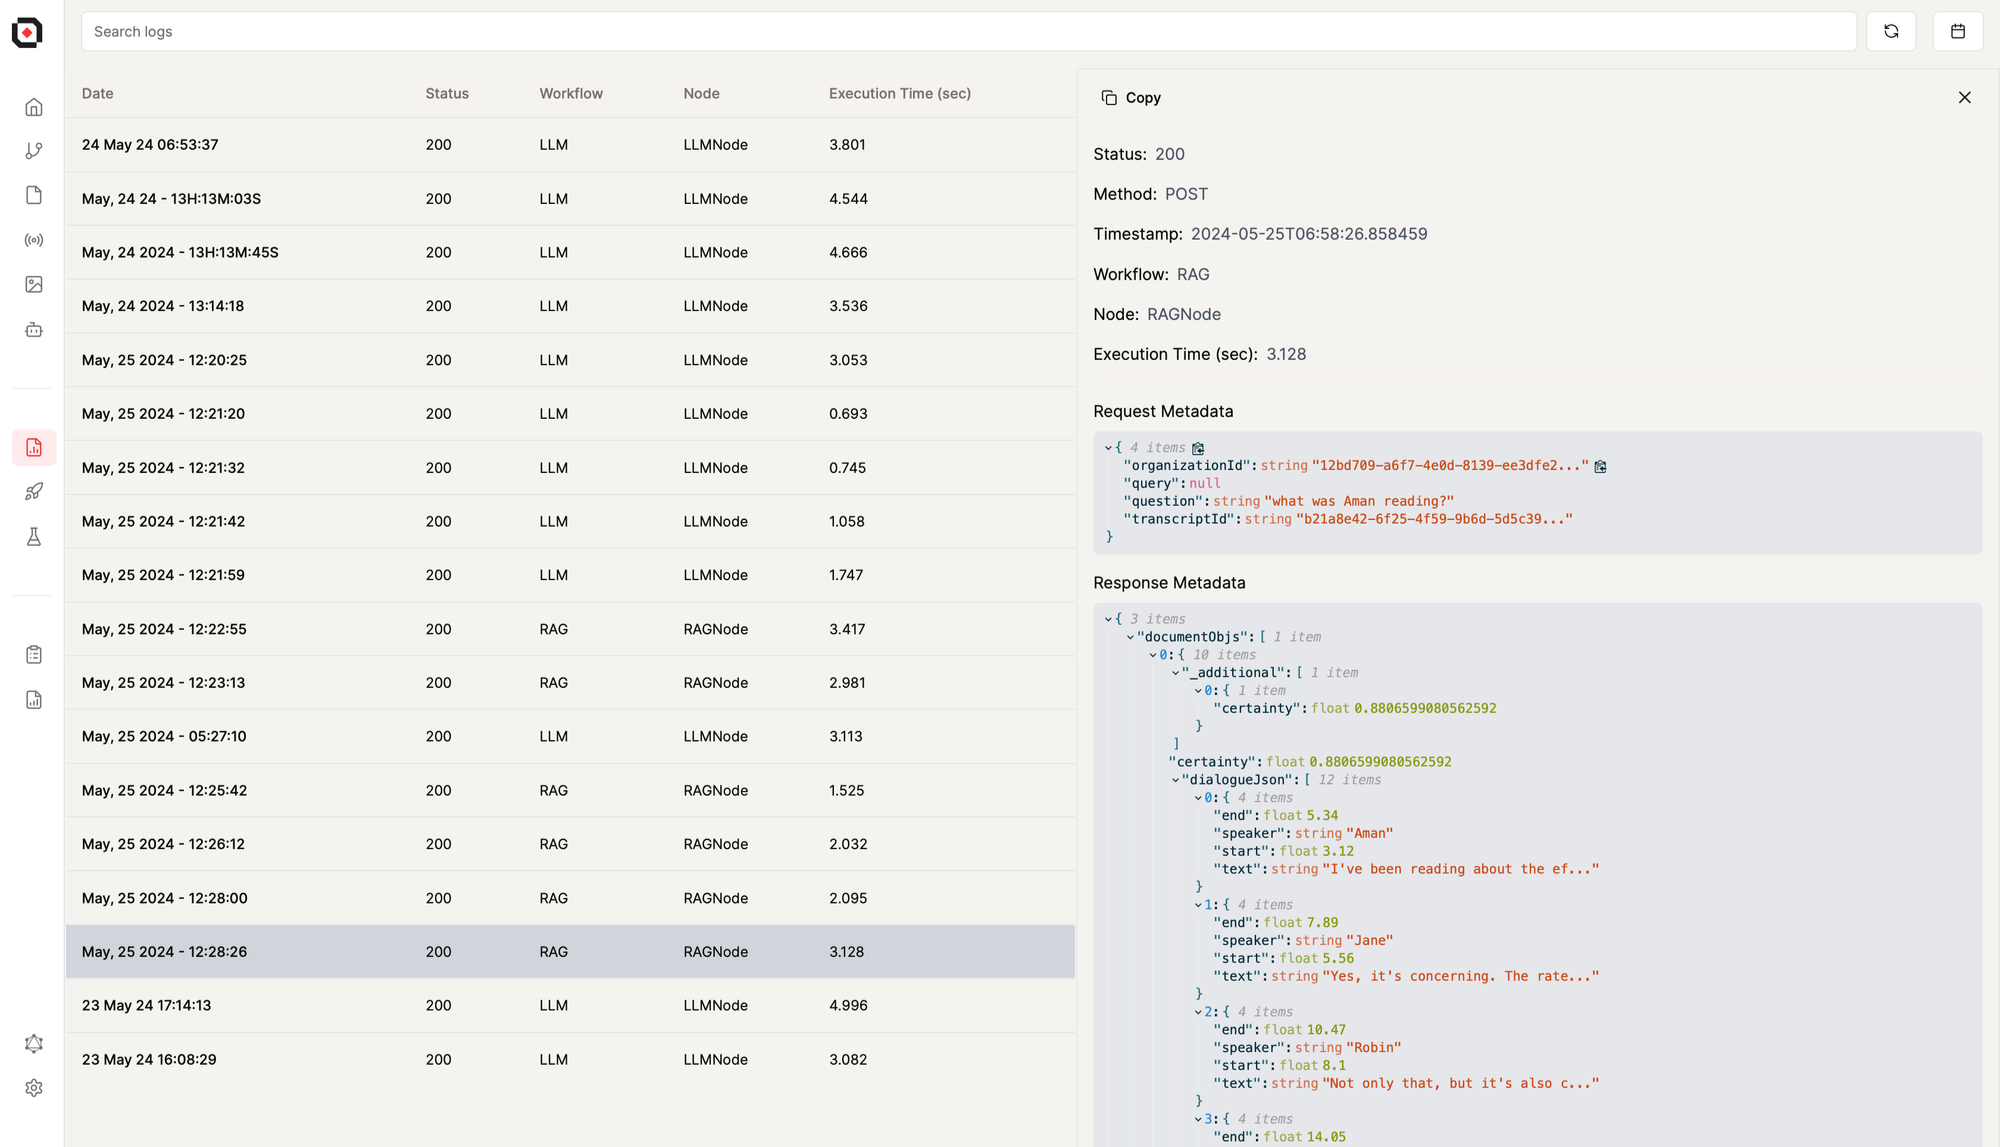 Search logs
Date Status Workflow Node Execution Time (sec)
24 May 24 06:53:37 200 LLM LLMNode 3.801
May, 24 24 - 13H:13M:03S 200 LLM LLMNode 4.544
May, 24 2024 - 13H:13M:45S 200 LLM LLMNode 4.666
May, 24 2024 - 13:14:18 200 LLM LLMNode 3.536
May, 25 2024 - 12:20:25 200 LLM LLMNode 3.053
May, 25 2024 - 12:21:20 200 LLM LLMNode 0.693
May, 25 2024 - 12:21:32 200 LLM LLMNode 0.745
May, 25 2024 - 12:21:42 200 LLM LLMNode 1.058
May, 25 2024 - 12:21:59 200 LLM LLMNode 1.747
May, 25 2024 - 12:22:55 200 RAG RAGNode 3.417
May, 25 2024 - 12:23:13 200 RAG RAGNode 2.981
May, 25 2024 - 05:27:10 200 LLM LLMNode 3.113
May, 25 2024 - 12:25:42 200 RAG RAGNode 1.525
May, 25 2024 - 12:26:12 200 RAG RAGNode 2.032
May, 25 2024 - 12:28:00 200 RAG RAGNode 2.095
May, 25 2024 - 12:28:26 200 RAG RAGNode 3.128
23 May 24 17:14:13 200 LLM LLMNode 4.996
23 May 24 16:08:29 200 LLM LLMNode 3.082
Copy
Status: 200
Method: POST
Timestamp: 2024-05-25T06:58:26.858459
Workflow: RAG
Node: RAGNode
Execution Time (sec): 3.128
Request Metadata
{ 4 items
"organizationId": string "12bd709-a6f7-4e0d-8139-ee3dfe2..."
"query": null
"question": string "what was Aman reading?"
"transcriptId": string "b21a8e42-6f25-4f59-9b6d-5d5c39..."
}
Response Metadata
{ 3 items
"documentObjs": [ 1 item
0: { 10 items
"_additional": [ 1 item
0: { 1 item
"certainty": float 0.8806599080562592
}
]
"certainty": float 0.8806599080562592
"dialogueJson": [ 12 items
0: { 4 items
"end": float 5.34
"speaker": string "Aman"
"start": float 3.12
"text": string "I've been reading about the ef..."
}
1: { 4 items
"end": float 7.89
"speaker": string "Jane"
"start": float 5.56
"text": string "Yes, it's concerning. The rate..."
}
2: { 4 items
"end": float 10.47
"speaker": string "Robin"
"start": float 8.1
"text": string "Not only that, but it's also c..."
}
3: { 4 items
"end": float 14.05